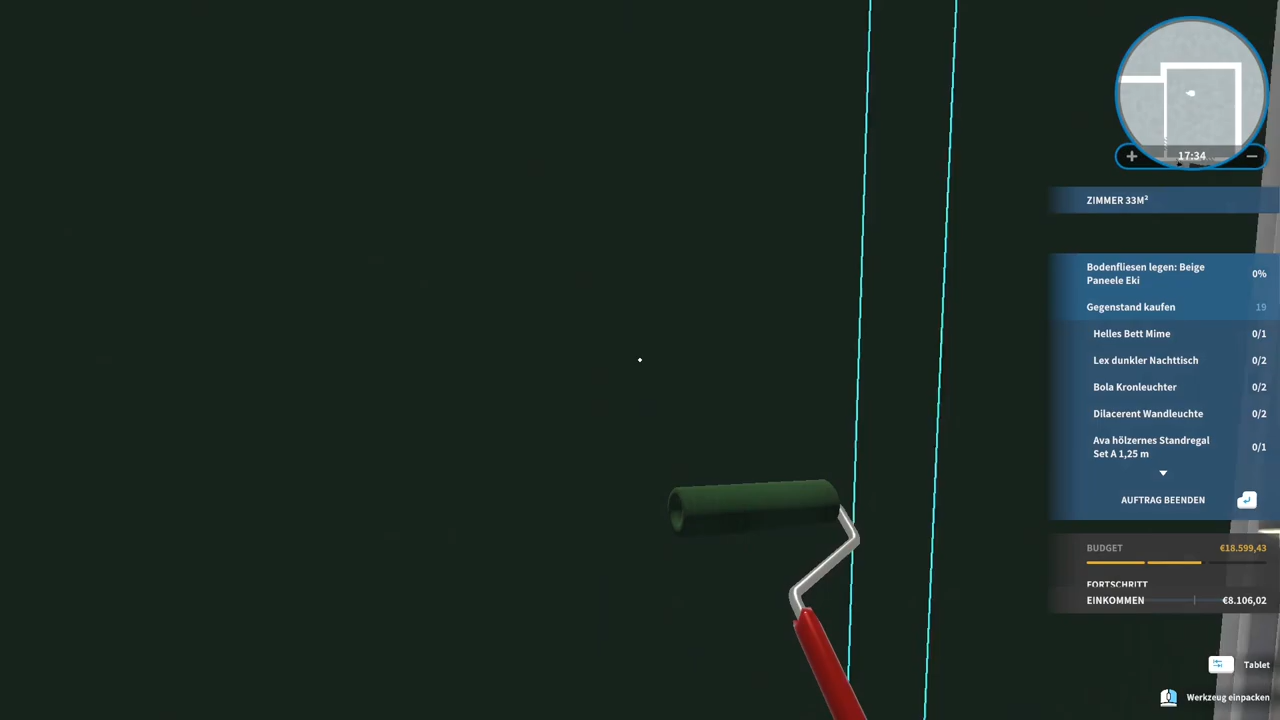 17:34
ZIMMER 33M²
Bodenfliesen legen: Beige
Paneele Eki
0%
Gegenstand kaufen
19
Helles Bett Mime
0/1
Lex dunkler Nachttisch
0/2
Bola Kronleuchter
0/2
Dilacerent Wandleuchte
0/2
Ava hölzernes Standregal
Set A 1,25 m
0/1
AUFTRAG BEENDEN
BUDGET
€18.599,43
FORTSCHRITT
EINKOMMEN
€8.106,02
Tablet
Werkzeug einpacken